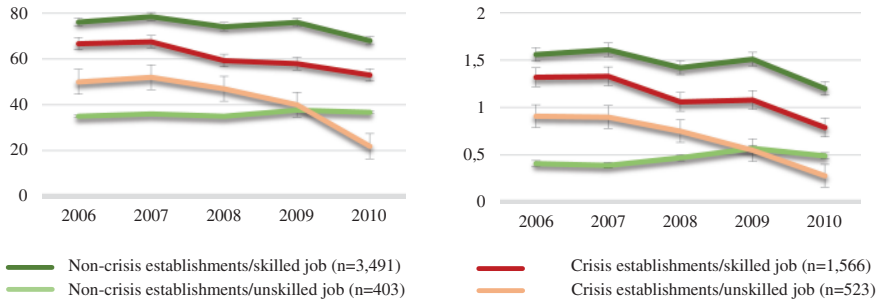 80
60
40
20
0
2006 2007 2008 2009 2010
2
1,5
1
0,5
0
2006 2007 2008 2009 2010
Non-crisis establishments/skilled job (n=3,491)
Non-crisis establishments/unskilled job (n=403)
Crisis establishments/skilled job (n=1,566)
Crisis establishments/unskilled job (n=523)